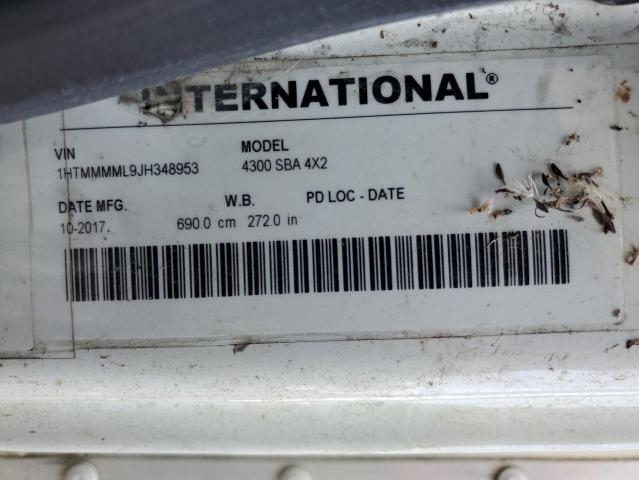 INTERNATIONAL®
VIN MODEL
1HTMMMML9JH348953 4300 SBA 4X2
DATE MFG. W.B. PD LOC - DATE
10-2017. 690.0 cm 272.0 in